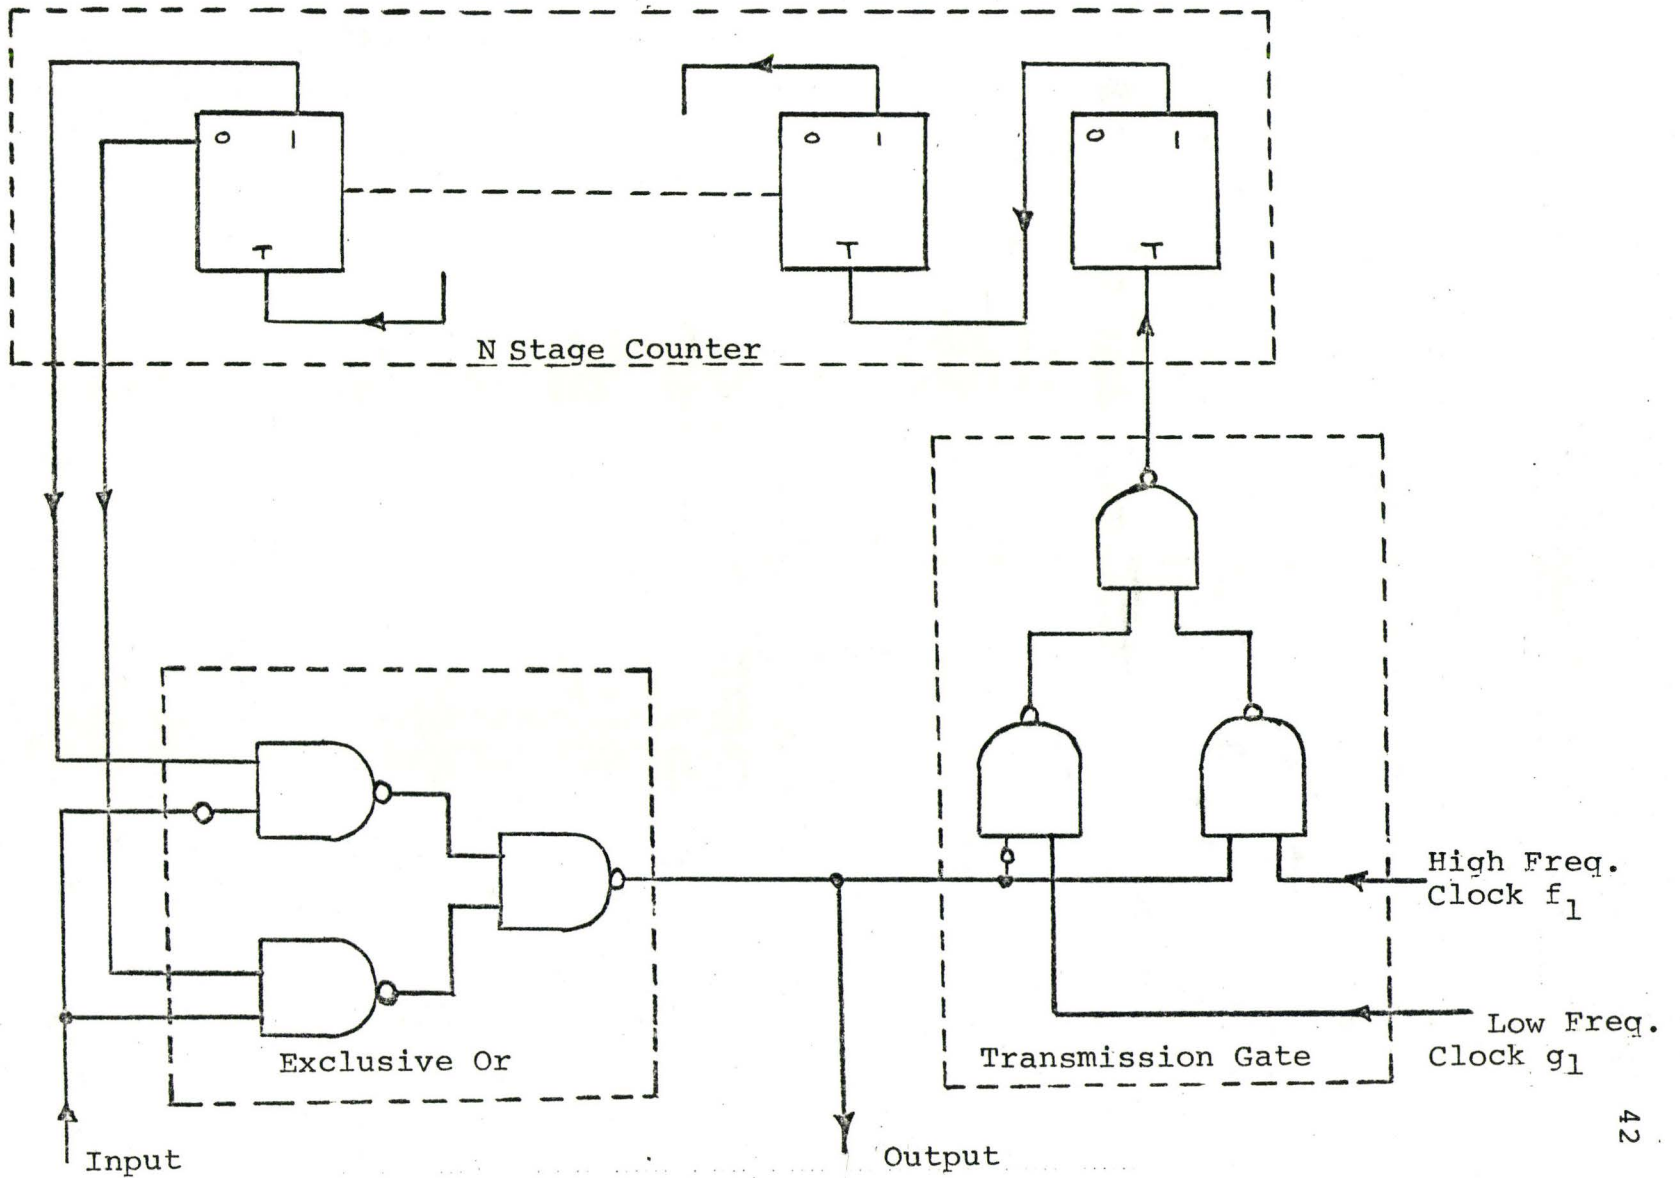 O I
O I
O I
T
T
T
N Stage Counter
High Freq.
Clock f1
Exclusive Or
Transmission Gate
Low Freq.
Clock g1
Input
Output
42